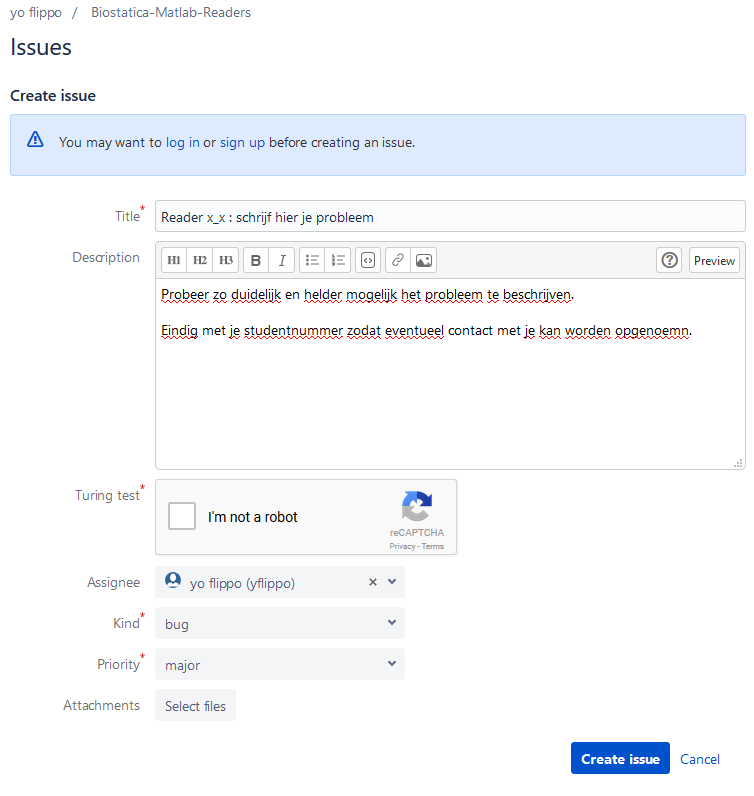 yo flippo / Biostatica-Matlab-Readers
Issues
Create issue
You may want to log in or sign up before creating an issue.
Title*
Reader x_x : schrijf hier je probleem
Description
H1 H2 H3 B I Preview
Probeer zo duidelijk en helder mogelijk het probleem te beschrijven.
Eindig met je studentnummer zodat eventueel contact met je kan worden opgenoemn.
Turing test*
I'm not a robot
reCAPTCHA
Privacy - Terms
Assignee
yo flippo (yflippo)
Kind*
bug
Priority*
major
Attachments
Select files
Create issue Cancel